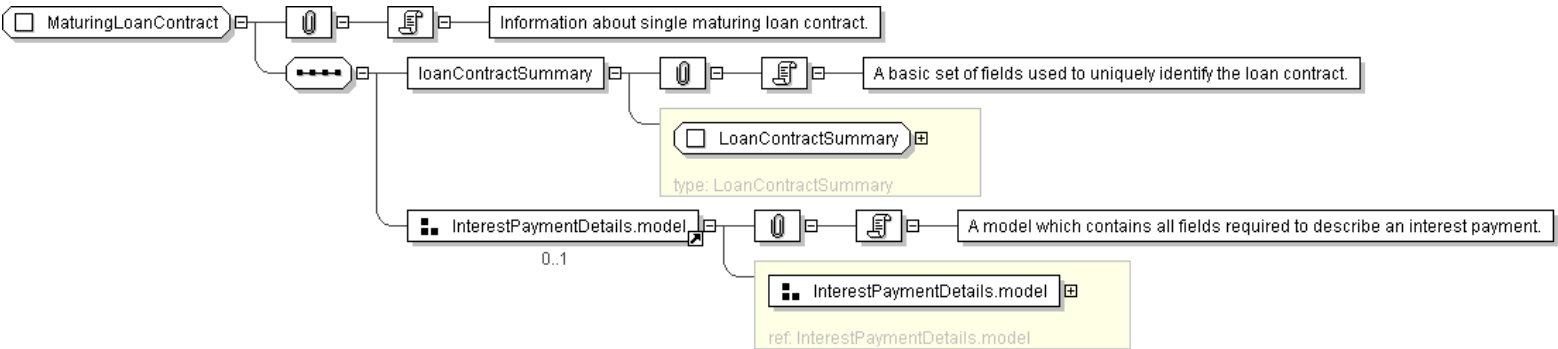 MaturingLoanContract
Information about single maturing loan contract.
loanContractSummary
A basic set of fields used to uniquely identify the loan contract.
LoanContractSummary
type: LoanContractSummary
InterestPaymentDetails.model
A model which contains all fields required to describe an interest payment.
0..1
InterestPaymentDetails.model
ref: InterestPaymentDetails.model